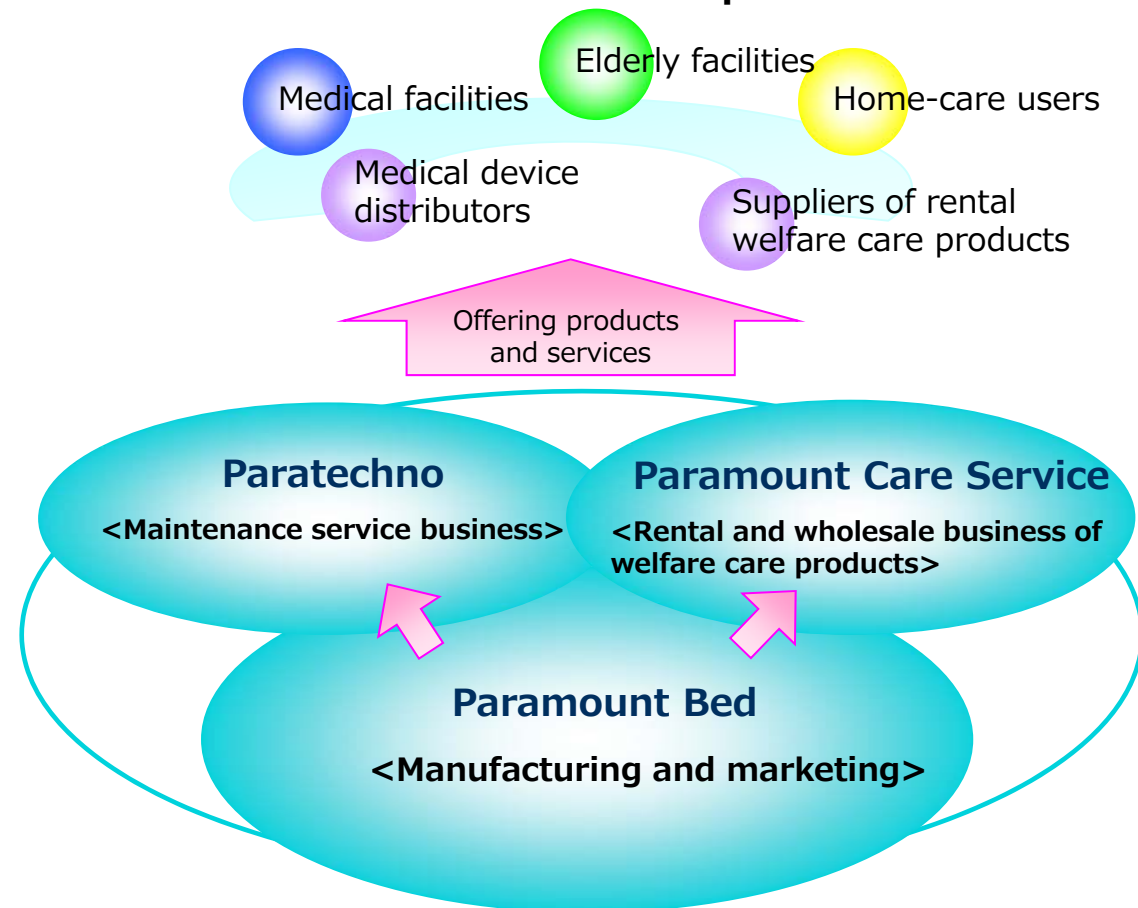 Elderly facilities
Medical facilities
Home-care users
Medical device
distributors
Suppliers of rental
welfare care products
Offering products
and services
Paratechno
<Maintenance service business>
Paramount Care Service
<Rental and wholesale business of
welfare care products>
Paramount Bed
<Manufacturing and marketing>